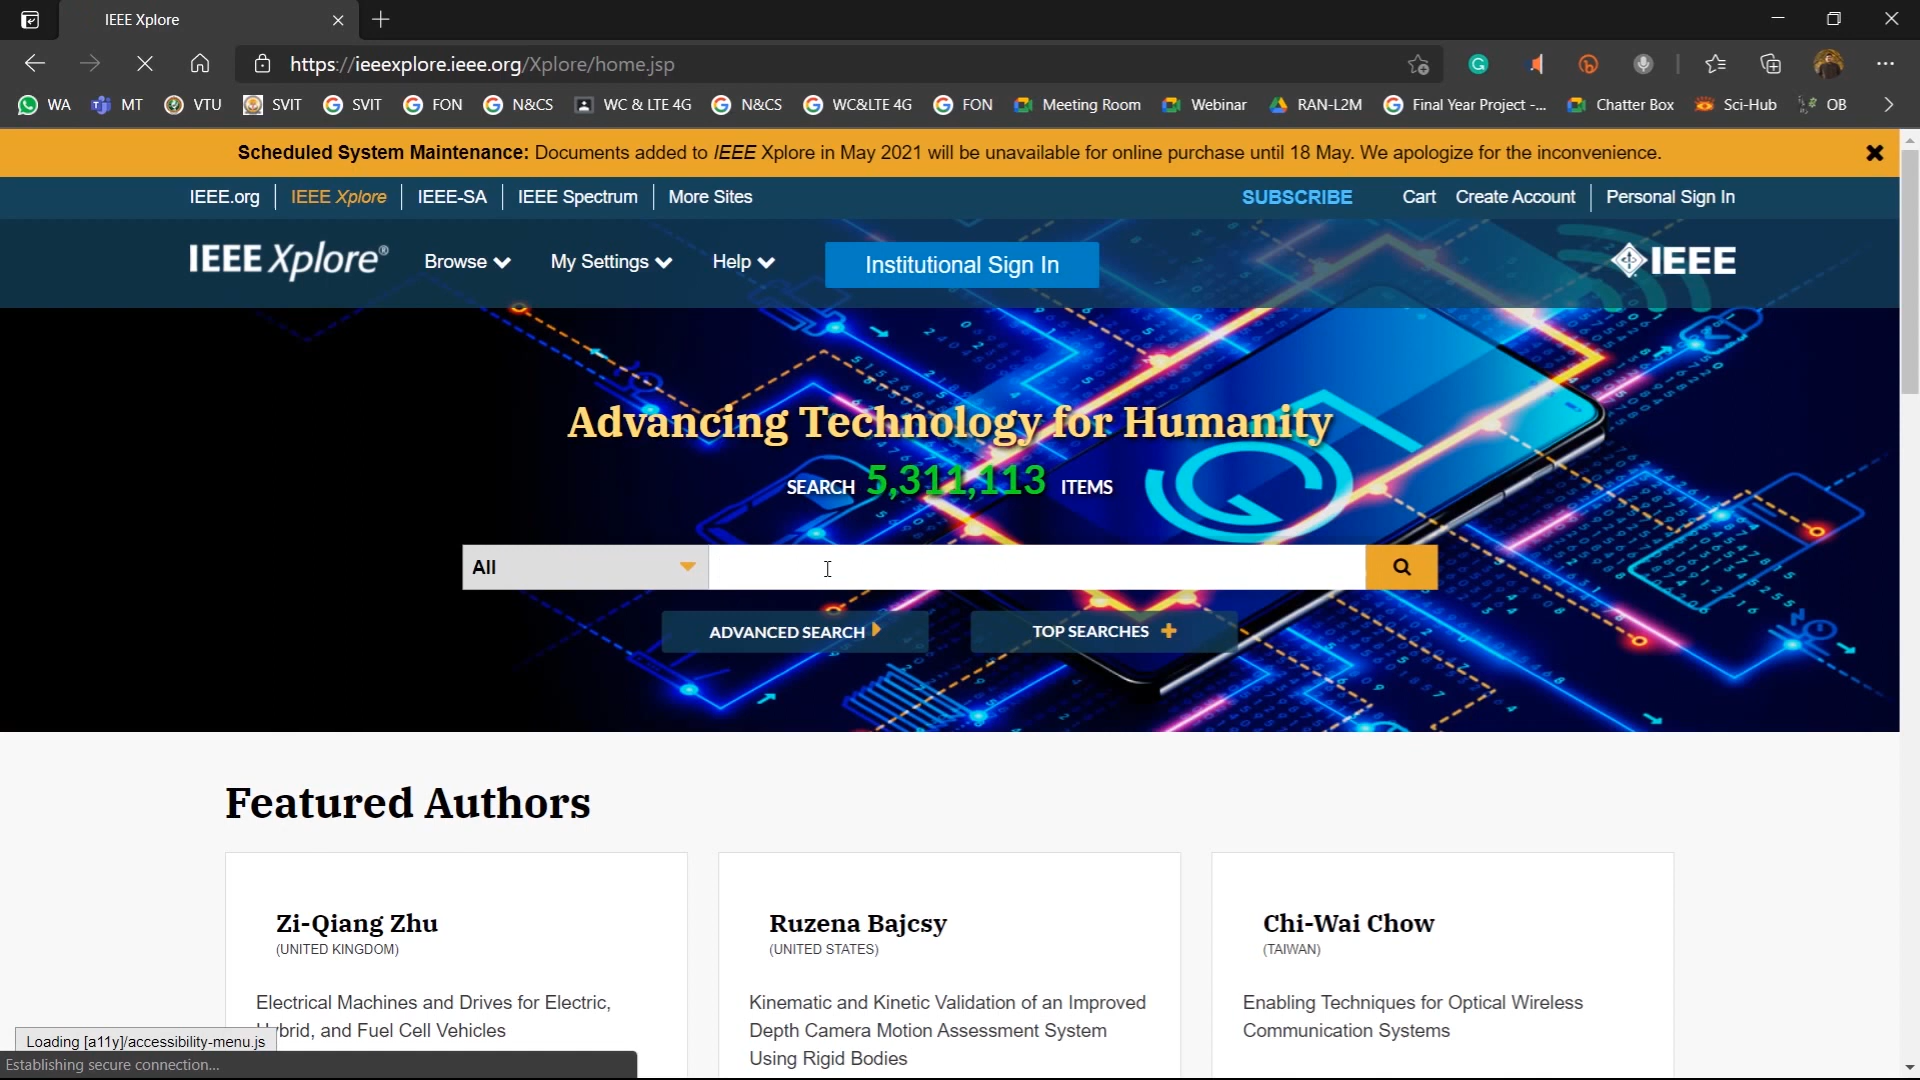 IEEE Xplore
https://ieeexplore.ieee.org/Xplore/home.jsp
WA MT VTU SVIT SVIT FON N&CS WC & LTE 4G N&CS WC&LTE 4G FON Meeting Room Webinar RAN-L2M Final Year Project -... Chatter Box Sci-Hub OB
Scheduled System Maintenance: Documents added to IEEE Xplore in May 2021 will be unavailable for online purchase until 18 May. We apologize for the inconvenience.
IEEE.org IEEE Xplore IEEE-SA IEEE Spectrum More Sites SUBSCRIBE Cart Create Account Personal Sign In
IEEE Xplore® Browse My Settings Help Institutional Sign In IEEE
Advancing Technology for Humanity
SEARCH 5,311,113 ITEMS
All
ADVANCED SEARCH TOP SEARCHES
Featured Authors
Zi-Qiang Zhu
(UNITED KINGDOM)
Electrical Machines and Drives for Electric,
brid, and Fuel Cell Vehicles
Ruzena Bajcsy
(UNITED STATES)
Kinematic and Kinetic Validation of an Improved
Depth Camera Motion Assessment System
Using Rigid Bodies
Chi-Wai Chow
(TAIWAN)
Enabling Techniques for Optical Wireless
Communication Systems
Loading [a11y]/accessibility-menu.js
Establishing secure connection...